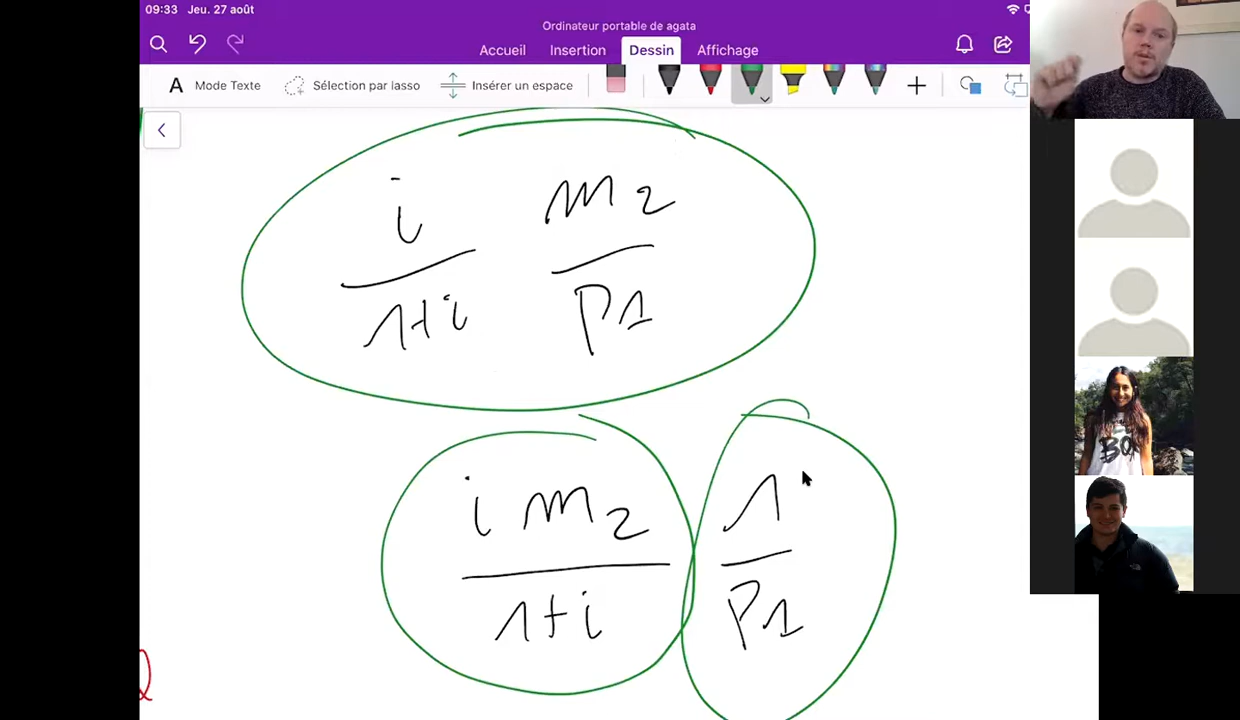 09:33 Jeu. 27 août
Ordinateur portable de agata
Accueil Insertion Dessin Affichage
A Mode Texte Sélection par lasso Insérer un espace
i m2
1+i p1
i m2 1
1+i p1
BO